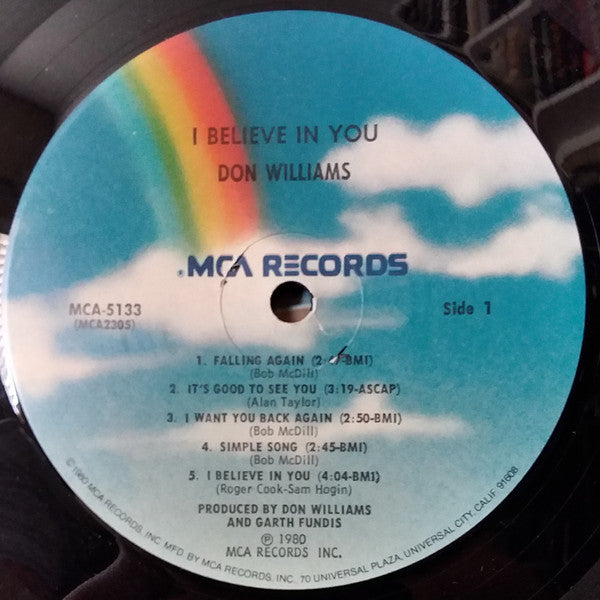 I BELIEVE IN YOU
DON WILLIAMS
MCA RECORDS
MCA-5133
(MCA2305)
Side 1
1. FALLING AGAIN (2: -BMI)
(Bob McDill)
2. IT'S GOOD TO SEE YOU (3:19-ASCAP)
(Alan Taylor)
3. I WANT YOU BACK AGAIN (2:50-BMI)
(Bob McDill)
4. SIMPLE SONG (2:45-BMI)
(Bob McDill)
5. I BELIEVE IN YOU (4:04-BMI)
(Roger Cook-Sam Hogin)
PRODUCED BY DON WILLIAMS
AND GARTH FUNDIS
℗ 1980
MCA RECORDS INC.
© 1980 MCA RECORDS, INC. MFD BY MCA RECORDS, INC., 70 UNIVERSAL PLAZA, UNIVERSAL CITY, CALIF. 91608